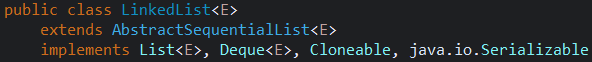 public class LinkedList<E>
    extends AbstractSequentialList<E>
    implements List<E>, Deque<E>, Cloneable, java.io.Serializable